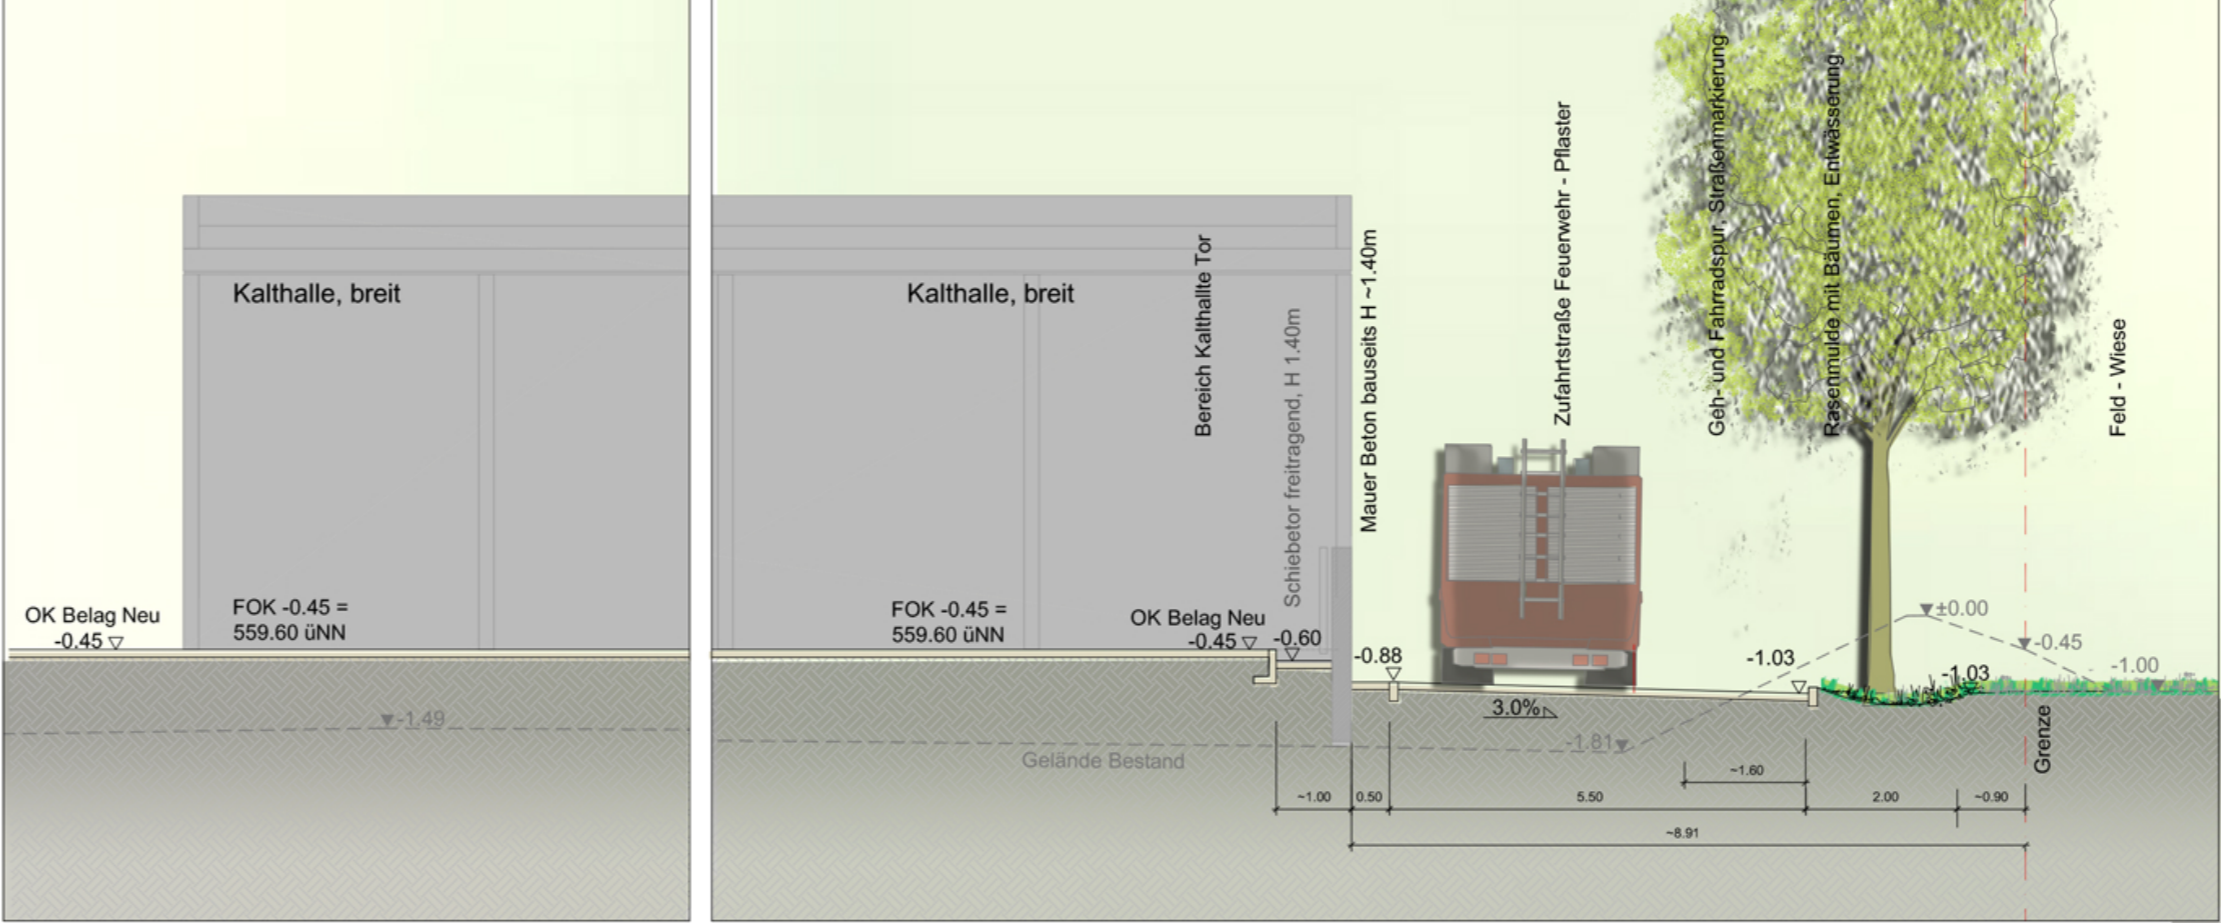 Kalthalle, breit
OK Belag Neu
-0.45
FOK -0.45 =
559.60 üNN
-1.49
Kalthalle, breit
FOK -0.45 =
559.60 üNN
OK Belag Neu
-0.45
-0.60
Bereich Kalthallte Tor
Schiebetor freitragend, H 1.40m
Mauer Beton bauseits H ~1.40m
Zufahrtstraße Feuerwehr - Pflaster
Geh- und Fahrradspur, Straßenmarkierung
Rasenmulde mit Bäumen, Entwässerung
Feld - Wiese
-0.88
3.0%
-1.03
±0.00
-0.45
-1.03
-1.00
Gelände Bestand
-1.81
Grenze
~1.60
~1.00
0.50
5.50
2.00
~0.90
~8.91